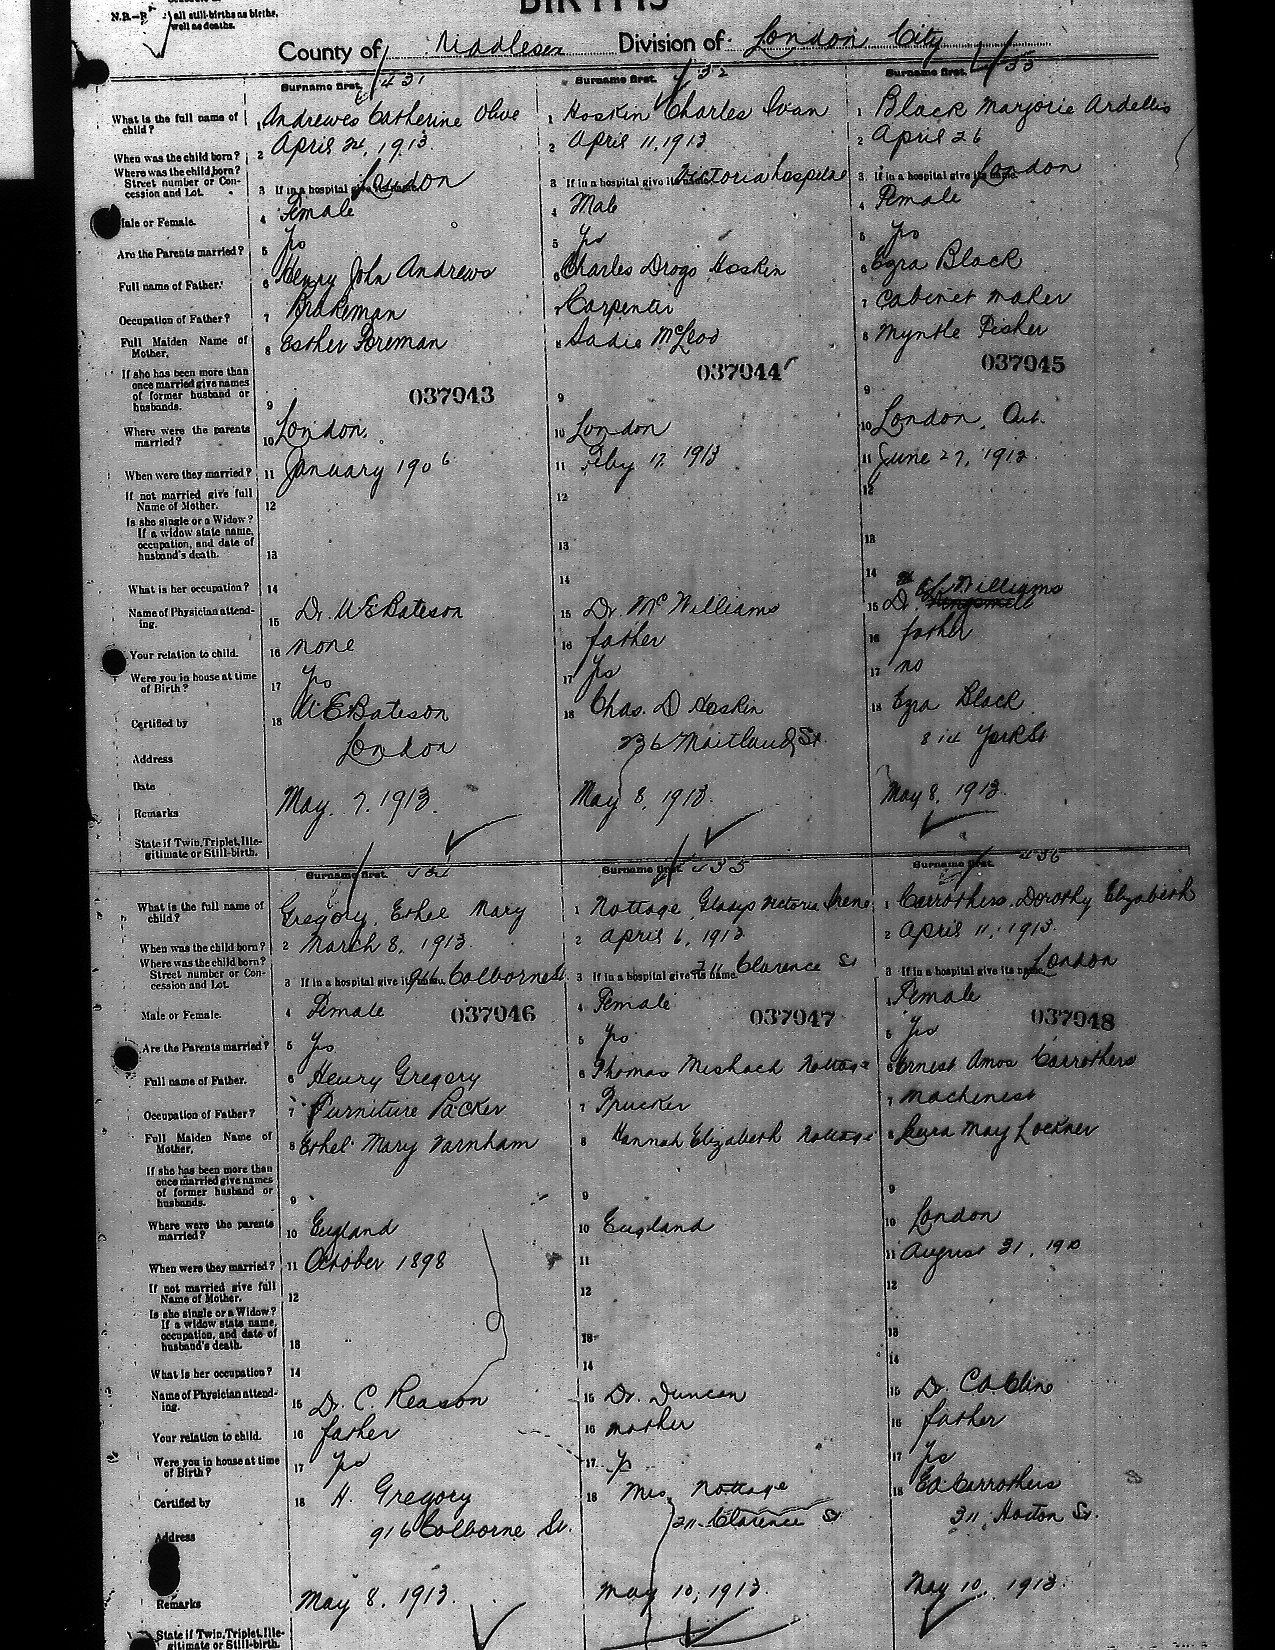 N.B.—R
all still-births as births,
well as deaths.
BIRTHS
County of Middlesex Division of London City
Surname first. 431
Surname first. 432
Surname first. 433
What is the full name of child?
1 Andrewes Catherine Olive
1 Hoskin Charles Ivan
1 Black Marjorie Ardellis
When was the child born?
2 April 24, 1913.
2 April 11, 1913
2 April 26
Where was the child born? Street number or Concession and Lot.
3 If in a hospital give its name. London
3 If in a hospital give its name. Victoria hospital
3 If in a hospital give its name. London
Male or Female.
4 Female
4 Male
4 Female
Are the Parents married?
5 Yes
5 Yes
5 Yes
Full name of Father.
6 Henry John Andrews
6 Charles Drogo Hoskin
6 Ezra Black
Occupation of Father?
7 Brakeman
7 Carpenter
7 Cabinet maker
Full Maiden Name of Mother.
8 Esther Foreman
8 Sadie McLeod
8 Myrtle Fisher
If she has been more than once married give names of former husband or husbands.
9
037043
9
037044
9
037045
Where were the parents married?
10 London.
10 London
10 London, Ont.
When were they married?
11 January 1906
11 Feby 17, 1913
11 June 27, 1912
If not married give full Name of Mother.
12
12
12
Is she single or a Widow? If a widow state name, occupation, and date of husband's death.
13
13
13
What is her occupation?
14
14
14
Name of Physician attending.
15 Dr. W E Bateson
15 Dr. McWilliams
15 Dr. Williams
Your relation to child.
16 none
16 father
16 father
Were you in house at time of Birth?
17 Yes
17 Yes
17 no
Certified by
18 W. E Bateson
18 Chas. D Hoskin
18 Ezra Black
Address
London
236 Maitland St
814 York St
Date
Remarks
May. 7. 1913.
May 8, 1913.
May 8, 1913.
State if Twin, Triplet, Illegitimate or Still-birth.
Surname first. 434
Surname first. 435
Surname first. 436
What is the full name of child?
Gregory, Ethel Mary
1 Nottage, Gladys Victoria Irene
1 Carrothers, Dorothy Elizabeth
When was the child born?
2 March 8, 1913.
2 April 6, 1913
2 April 11, 1913.
Where was the child born? Street number or Concession and Lot.
3 If in a hospital give its name. 916 Colborne St.
3 If in a hospital give its name. 311 Clarence St
3 If in a hospital give its name. London
Male or Female.
4 Female 037046
4 Female 037047
4 Female 037048
Are the Parents married?
5 Yes
5 Yes
5 Yes
Full name of Father.
6 Henry Gregory
6 Thomas Meshach Nottage
6 Ernest Amos Carrothers
Occupation of Father?
7 Furniture Packer
7 Trucker
7 Machinest
Full Maiden Name of Mother.
8 Ethel Mary Varnham
8 Hannah Elizabeth Nottage
8 Leura May Lockner
If she has been more than once married give names of former husband or husbands.
9
9
9
Where were the parents married?
10 England
10 England
10 London
When were they married?
11 October 1898
11
11 August 31, 1910
If not married give full Name of Mother.
12
12
12
Is she single or a Widow? If a widow state name, occupation, and date of husband's death.
13
13
13
What is her occupation?
14
14
14
Name of Physician attending.
15 Dr. C. Reason
15 Dr. Duncan
15 Dr. C A Cline
Your relation to child.
16 father
16 mother
16 father
Were you in house at time of Birth?
17 Yes
17 Yes
17 Yes
Certified by
18 H. Gregory
18 Mrs. Nottage
18 E A Carrothers
Address
916 Colborne St.
311 Clarence St
311 Horton St.
Remarks
May 8, 1913.
May 10, 1913.
May 10, 1913.
State if Twin, Triplet, Illegitimate or Still-birth.